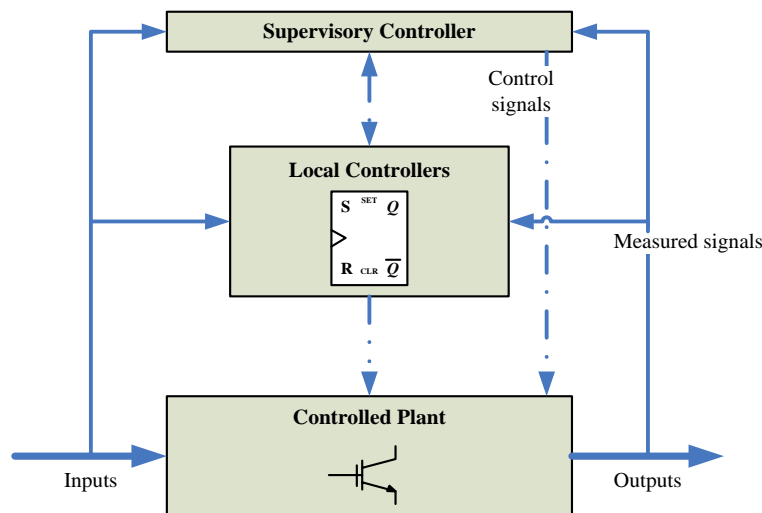 Supervisory Controller
Control
signals
Local Controllers
S SET Q
R CLR Q̅
Measured signals
Controlled Plant
Inputs
Outputs